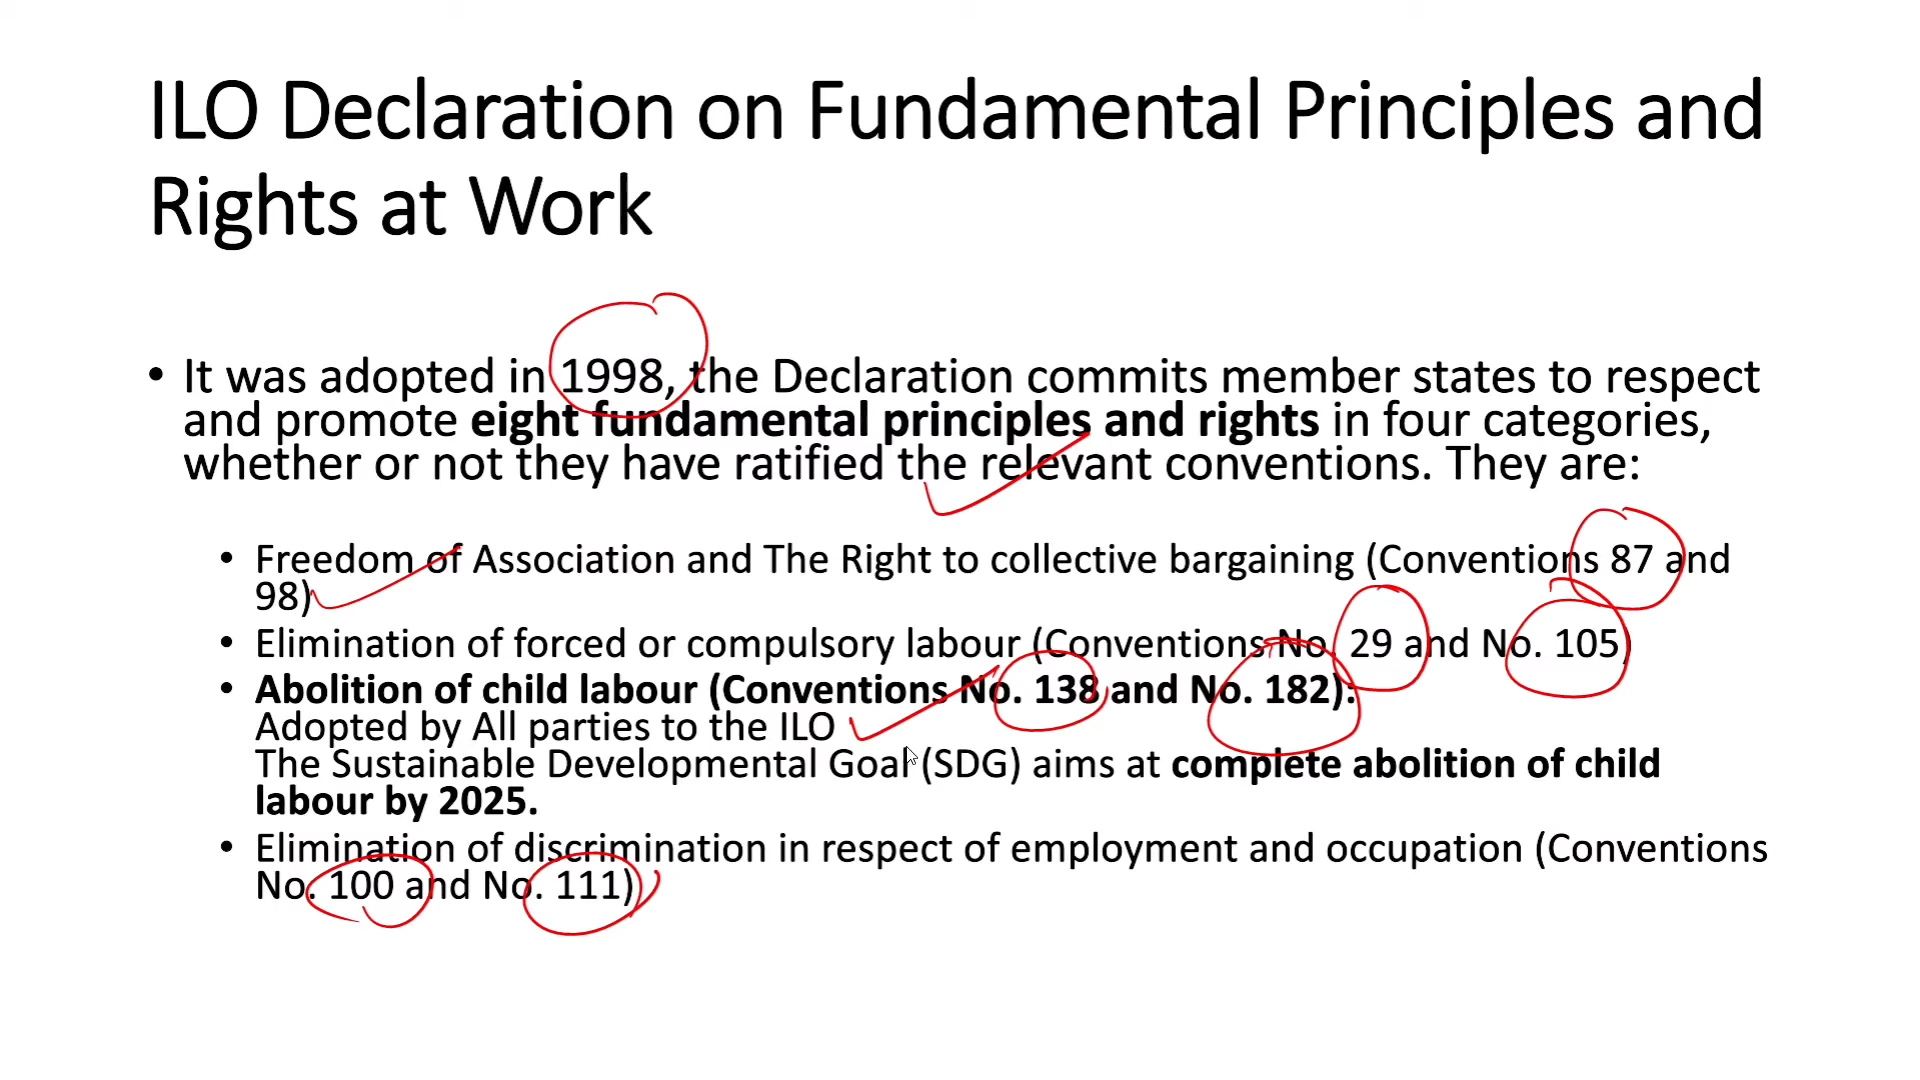 ILO Declaration on Fundamental Principles and
Rights at Work
• It was adopted in 1998, the Declaration commits member states to respect
and promote eight fundamental principles and rights in four categories,
whether or not they have ratified the relevant conventions. They are:
• Freedom of Association and The Right to collective bargaining (Conventions 87 and
98)
• Elimination of forced or compulsory labour (Conventions No. 29 and No. 105)
• Abolition of child labour (Conventions No. 138 and No. 182):
Adopted by All parties to the ILO
The Sustainable Developmental Goal (SDG) aims at complete abolition of child
labour by 2025.
• Elimination of discrimination in respect of employment and occupation (Conventions
No. 100 and No. 111)